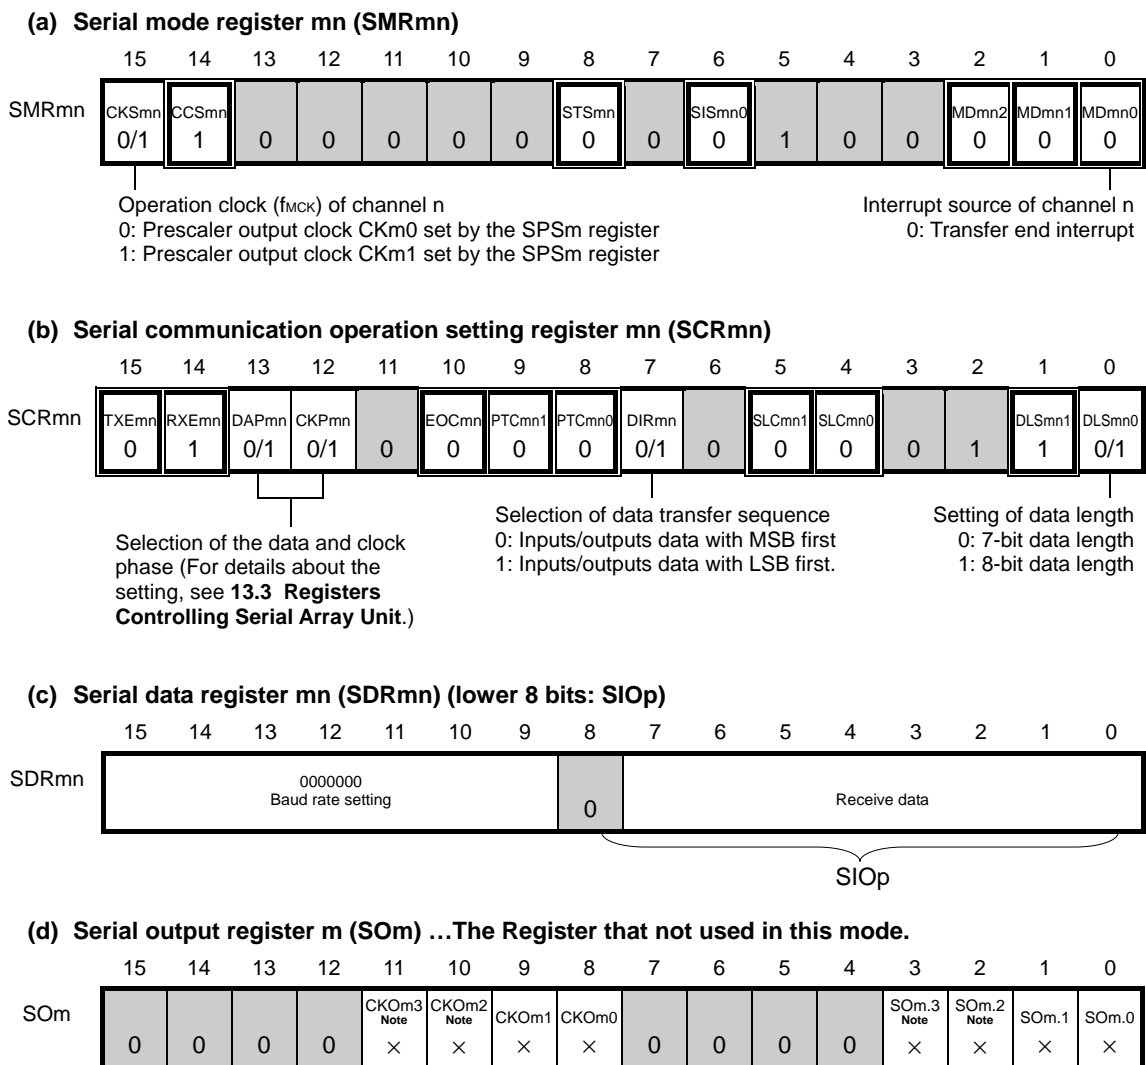 (a) Serial mode register mn (SMRmn)
15 14 13 12 11 10 9 8 7 6 5 4 3 2 1 0
SMRmn
CKSmn CCSmn STSmn SISmn0 MDmn2 MDmn1 MDmn0
0/1 1 0 0 0 0 0 0 0 0 1 0 0 0 0 0
Operation clock (fMCK) of channel n
0: Prescaler output clock CKm0 set by the SPSm register
1: Prescaler output clock CKm1 set by the SPSm register
Interrupt source of channel n
0: Transfer end interrupt
(b) Serial communication operation setting register mn (SCRmn)
15 14 13 12 11 10 9 8 7 6 5 4 3 2 1 0
SCRmn
TXEmn RXEmn DAPmn CKPmn EOCmn PTCmn1 PTCmn0 DIRmn SLCmn1 SLCmn0 DLSmn1 DLSmn0
0 1 0/1 0/1 0 0 0 0 0/1 0 0 0 0 1 1 0/1
Selection of the data and clock
phase (For details about the
setting, see 13.3 Registers
Controlling Serial Array Unit.)
Selection of data transfer sequence
0: Inputs/outputs data with MSB first
1: Inputs/outputs data with LSB first.
Setting of data length
0: 7-bit data length
1: 8-bit data length
(c) Serial data register mn (SDRmn) (lower 8 bits: SIOp)
15 14 13 12 11 10 9 8 7 6 5 4 3 2 1 0
SDRmn
0000000
Baud rate setting
0
Receive data
SIOp
(d) Serial output register m (SOm) …The Register that not used in this mode.
15 14 13 12 11 10 9 8 7 6 5 4 3 2 1 0
SOm
CKOm3 CKOm2 CKOm1 CKOm0 SOm.3 SOm.2 SOm.1 SOm.0
Note Note Note Note
0 0 0 0 × × × × 0 0 0 0 × × × ×